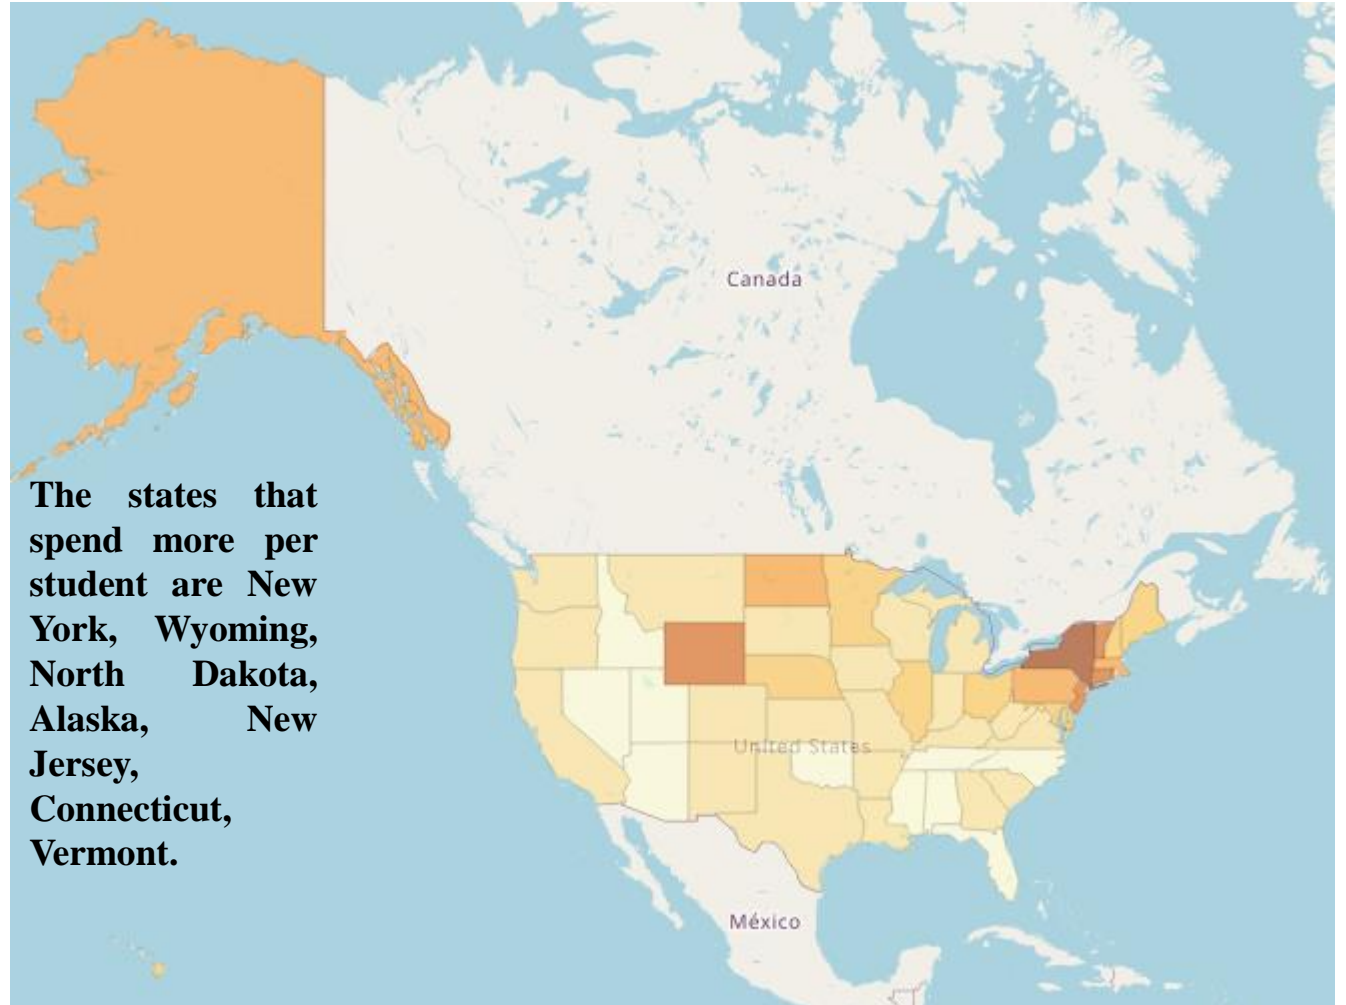 Canada
The states that
spend more per
student are New
York, Wyoming,
North Dakota,
Alaska, New
Jersey,
Connecticut,
Vermont.
United States
México